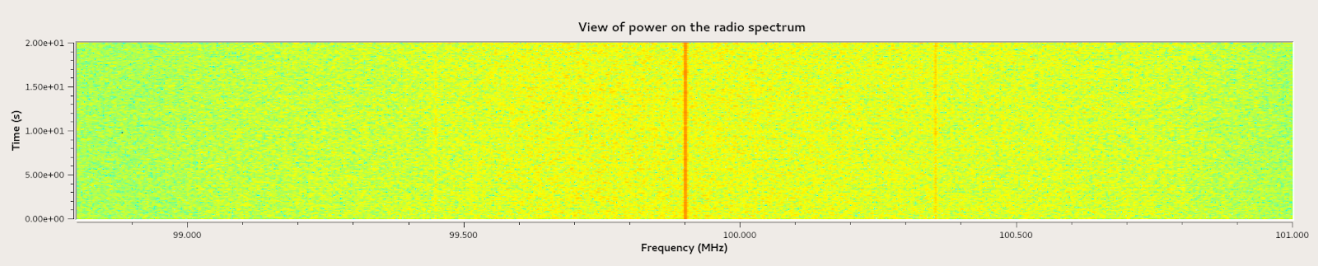 View of power on the radio spectrum
2.00e+01
1.50e+01
1.00e+01
5.00e+00
0.00e+00
Time (s)
99.000 99.500 100.000 100.500 101.000
Frequency (MHz)